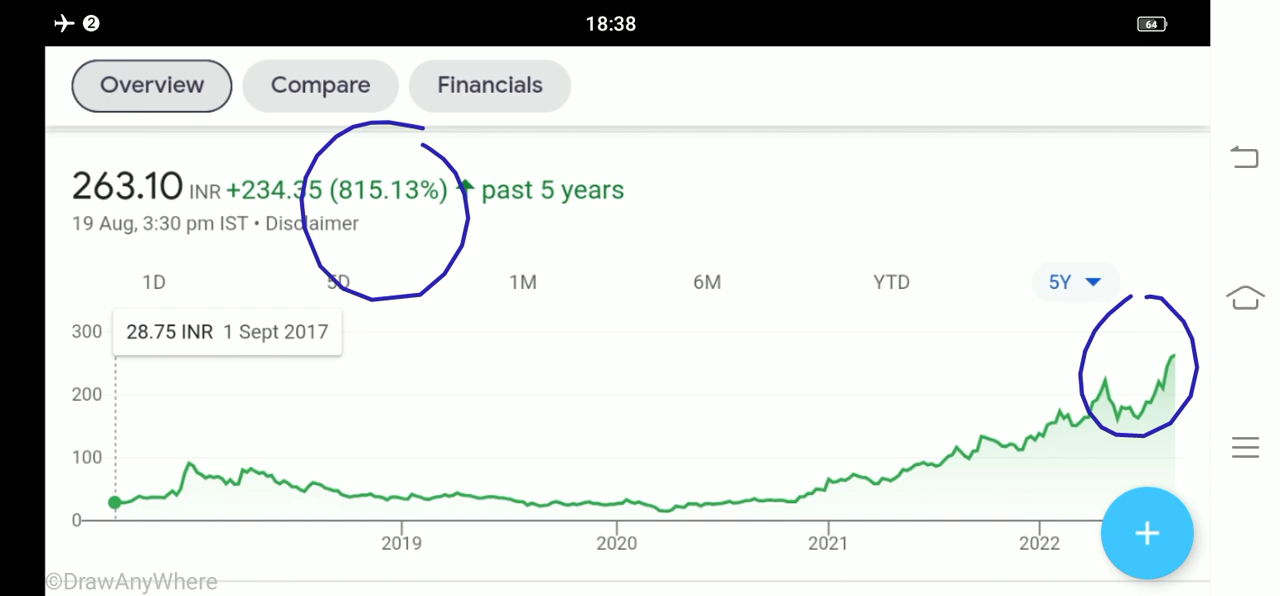 2 18:38 64
Overview Compare Financials
263.10 INR +234.35 (815.13%) past 5 years
19 Aug, 3:30 pm IST • Disclaimer
1D 5D 1M 6M YTD 5Y
300 28.75 INR 1 Sept 2017
200
100
0
2019 2020 2021 2022 +
©DrawAnyWhere